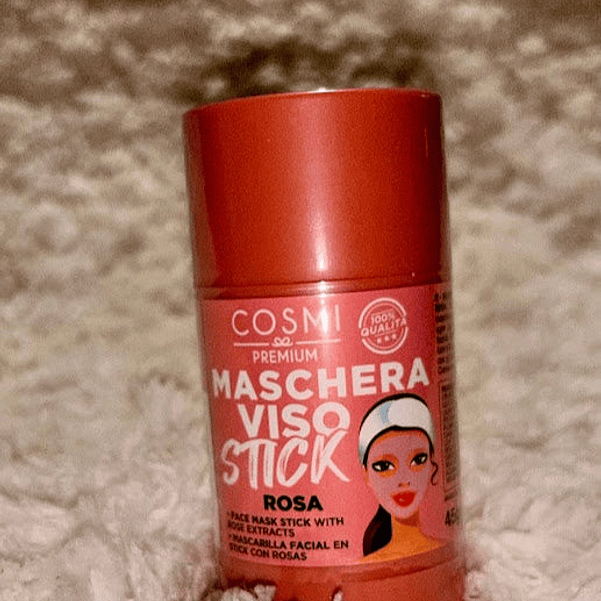 COSMI
PREMIUM
100%
QUALITÀ
MASCHERA
VISO
STICK
ROSA
- FACE MASK STICK WITH
ROSE EXTRACTS
- MASCARILLA FACIAL EN
STICK CON ROSAS